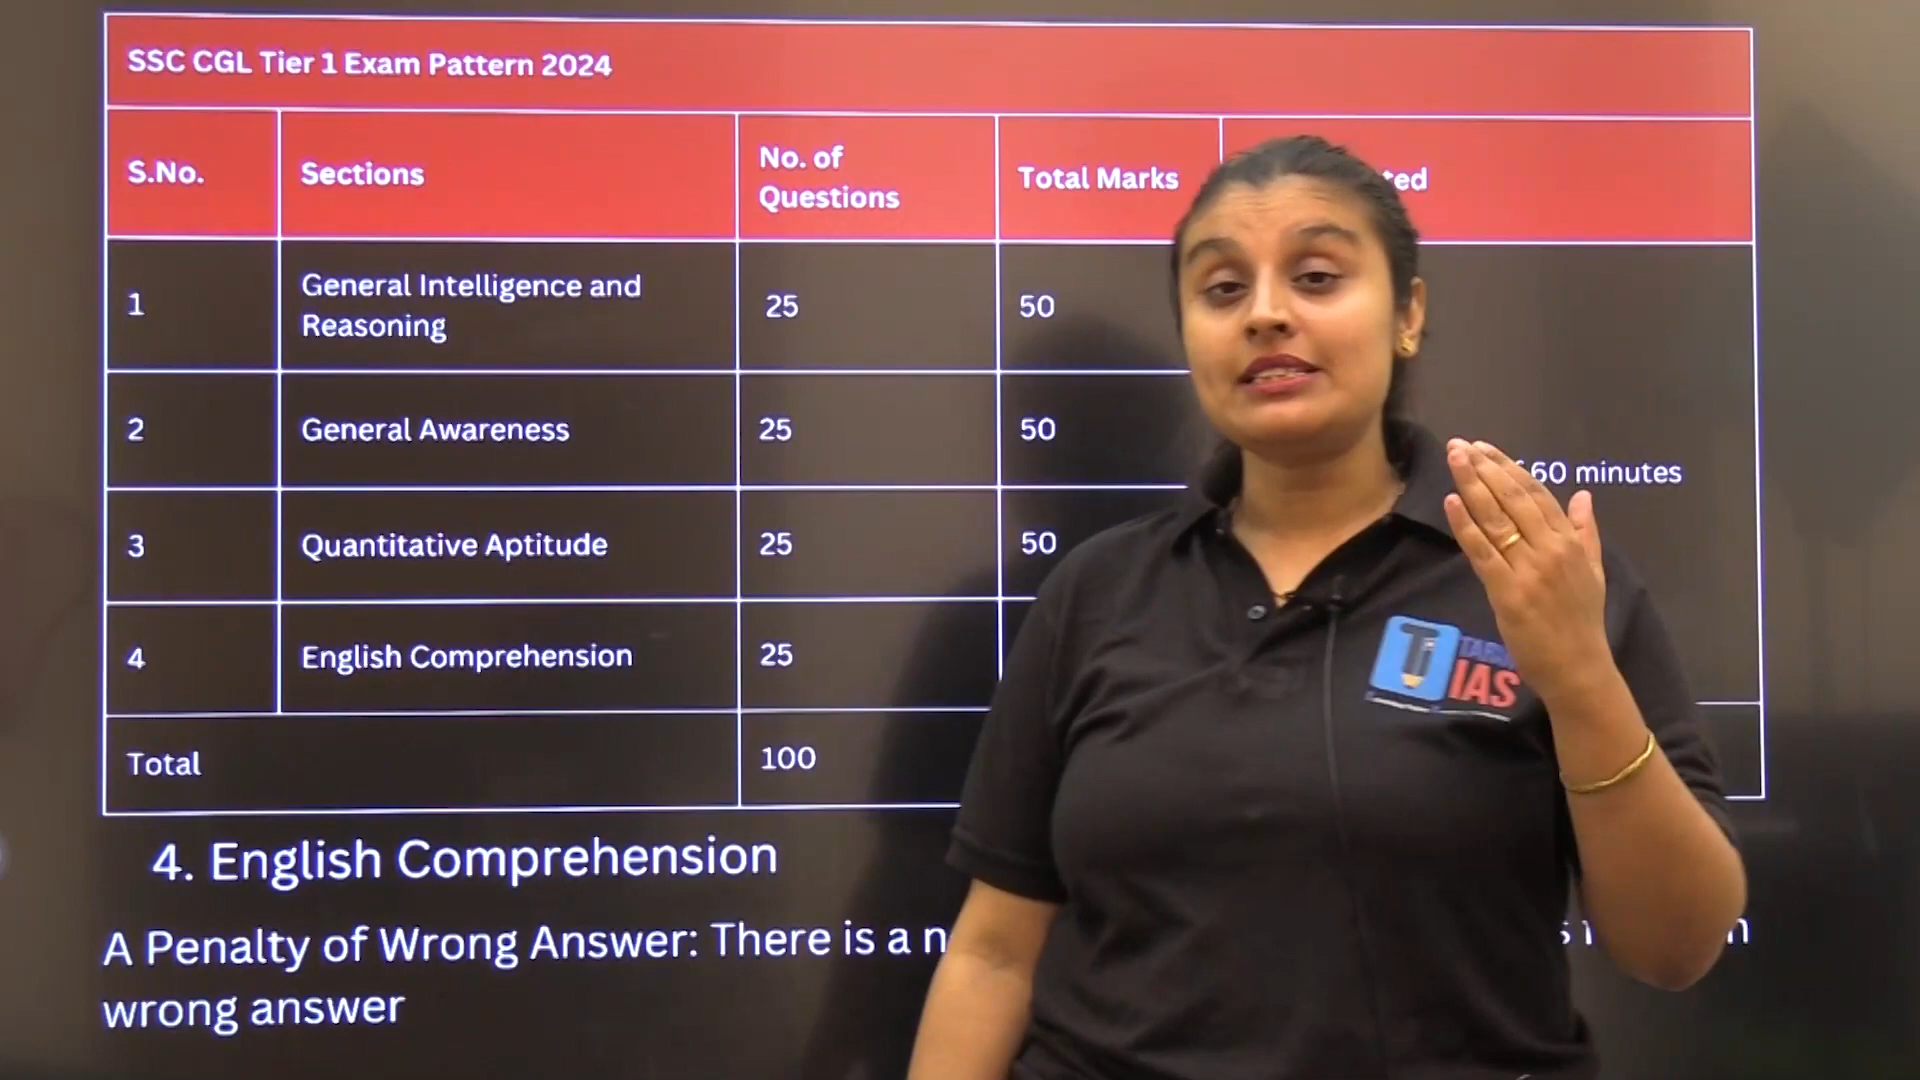 SSC CGL Tier 1 Exam Pattern 2024
S.No.
Sections
No. of
Questions
Total Marks
1
General Intelligence and
Reasoning
25
50
2
General Awareness
25
50
60 minutes
3
Quantitative Aptitude
25
50
4
English Comprehension
25
Total
100
4. English Comprehension
A Penalty of Wrong Answer: There is a
wrong answer
IAS